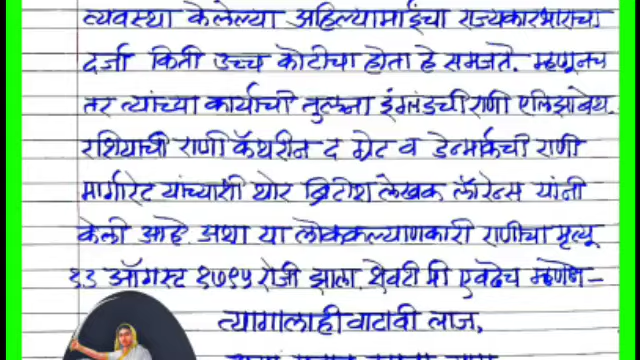 व्यवस्था केलेल्या अहिल्यामाईंचा राज्यकारभाराचा
दर्जा किती उच्च कोटीचा होता हे समजते. म्हणूनच
तर त्यांच्या कार्याची तुलना इंग्लंडची राणी एलिझाबेथ,
रशियाची राणी कॅथरीन द ग्रेट व डेन्मार्कची राणी
मार्गारेट यांच्याशी थोर ब्रिटीश लेखक लॉरेन्स यांनी
केली आहे. अशा या लोककल्याणकारी राणीचा मृत्यू
१३ ऑगस्ट १७९५ रोजी झाला. शेवटी मी एवढेच म्हणेन –
त्यागालाही वाटावी लाज,